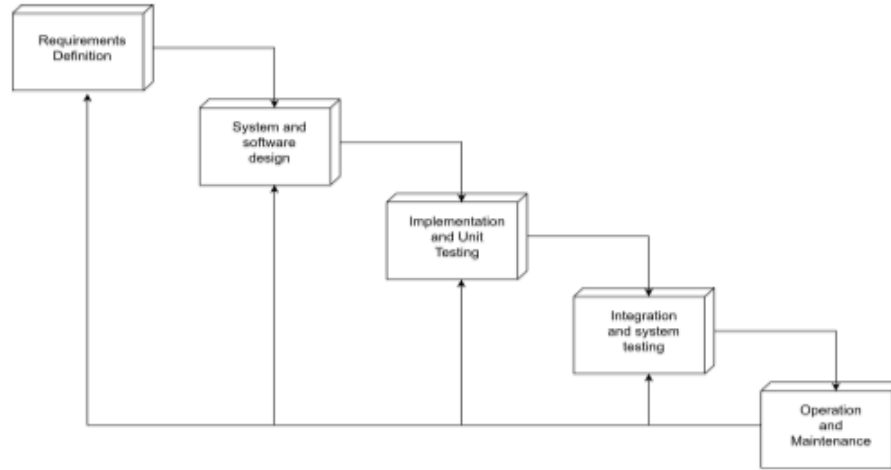 Requirements
Definition
System and
software
design
Implementation
and Unit
Testing
Integration
and system
testing
Operation
and
Maintenance